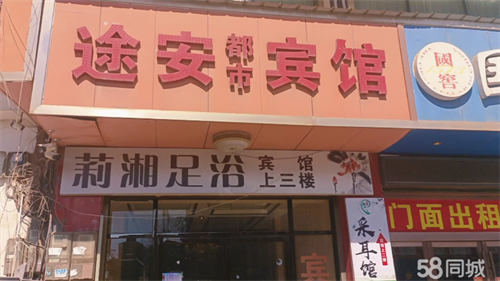 途安都市宾馆
國窖
莉湘足浴
宾馆
上三楼
采耳馆
门面出租
宾
58同城